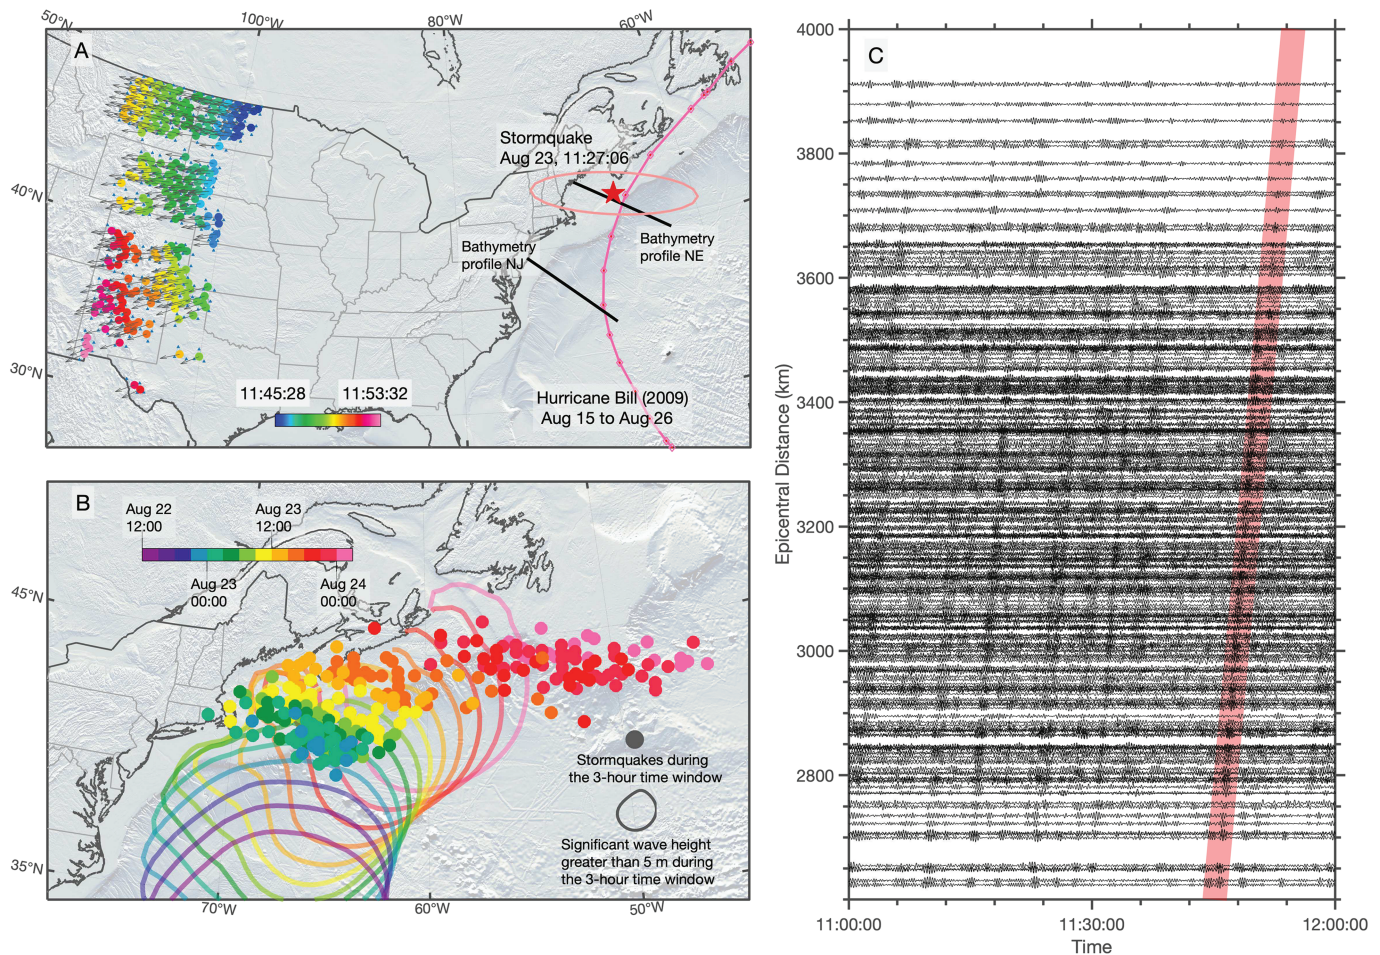 50°N
100°W
80°W
60°W
A
Stormquake
Aug 23, 11:27:06
40°N
Bathymetry
profile NJ
Bathymetry
profile NE
30°N
11:45:28
11:53:32
Hurricane Bill (2009)
Aug 15 to Aug 26
B
Aug 22
12:00
Aug 23
12:00
Aug 23
00:00
Aug 24
00:00
45°N
Stormquakes during
the 3-hour time window
Significant wave height
greater than 5 m during
the 3-hour time window
35°N
70°W
60°W
50°W
C
4000
3800
3600
3400
3200
3000
2800
Epicentral Distance (km)
11:00:00
11:30:00
12:00:00
Time